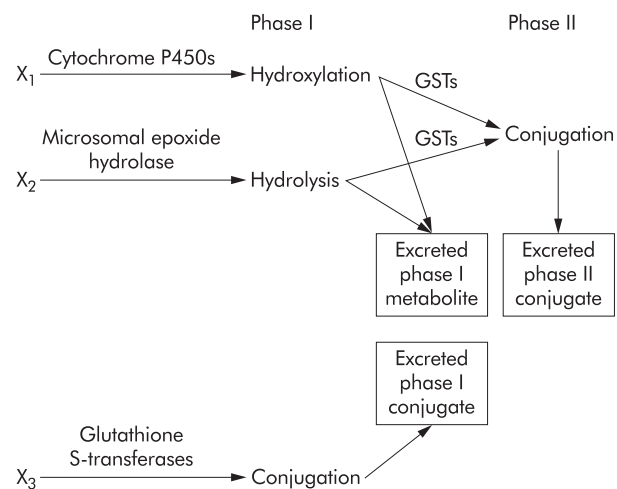 Phase I
Phase II
X1
Cytochrome P450s
Hydroxylation
GSTs
GSTs
Conjugation
Microsomal epoxide
hydrolase
X2
Hydrolysis
Excreted
phase I
metabolite
Excreted
phase II
conjugate
Excreted
phase I
conjugate
Glutathione
S-transferases
X3
Conjugation